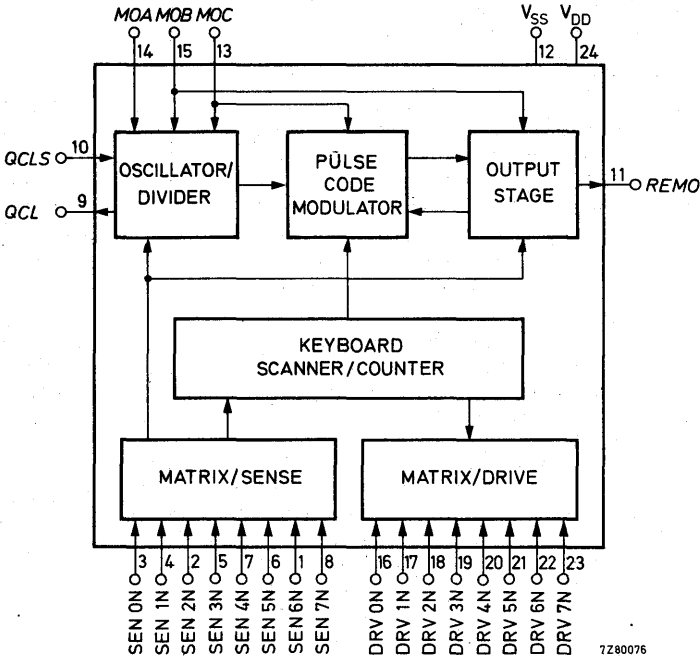 MOA MOB MOC
14 15 13
VSS VDD
12 24
QCLS 10
QCL 9
OSCILLATOR/
DIVIDER
PULSE
CODE
MODULATOR
OUTPUT
STAGE
11 REMO
KEYBOARD
SCANNER/COUNTER
MATRIX/SENSE
MATRIX/DRIVE
3 4 2 5 7 6 1 8
16 17 18 19 20 21 22 23
SEN 0N
SEN 1N
SEN 2N
SEN 3N
SEN 4N
SEN 5N
SEN 6N
SEN 7N
DRV 0N
DRV 1N
DRV 2N
DRV 3N
DRV 4N
DRV 5N
DRV 6N
DRV 7N
7Z80076